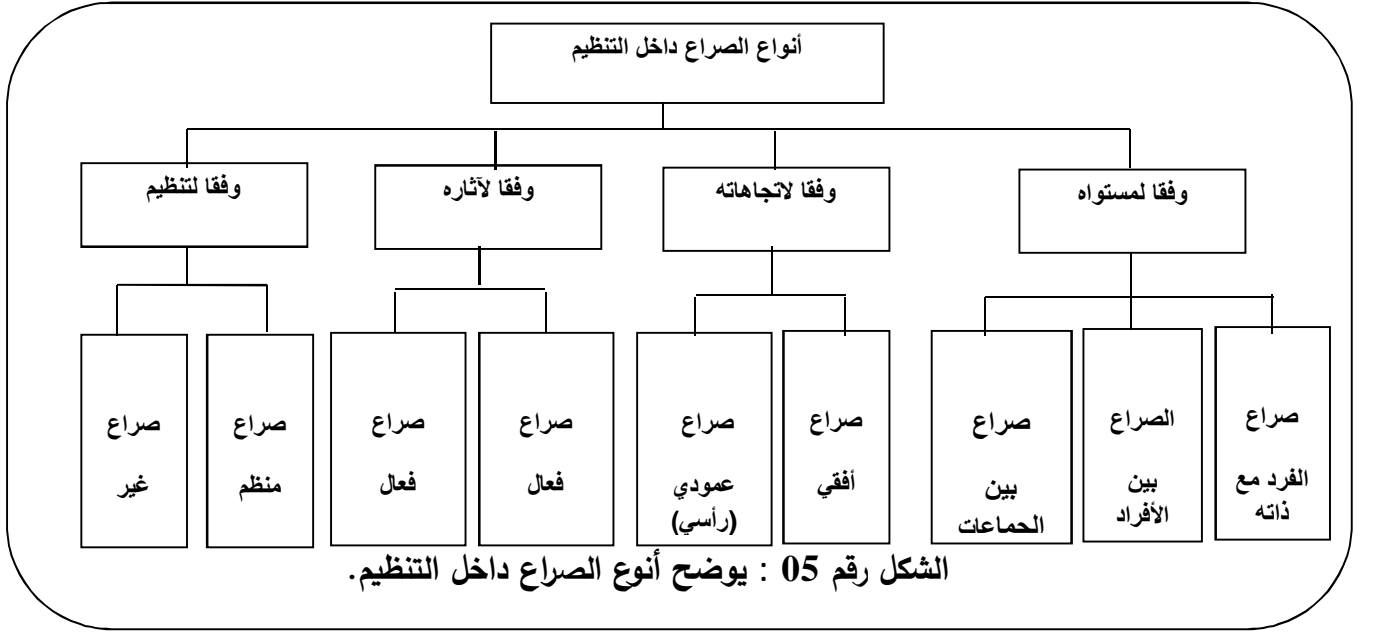 أنواع الصراع داخل التنظيم
وفقا لمستواه
وفقا لاتجاهاته
وفقا لآثاره
وفقا لتنظيم
صراع
الفرد مع
ذاته
الصراع
بين
الأفراد
صراع
بين
الحماعات
صراع
أفقي
صراع
عمودي
(رأسي)
صراع
فعال
صراع
فعال
صراع
منظم
صراع
غير
الشكل رقم 05 : يوضح أنوع الصراع داخل التنظيم.